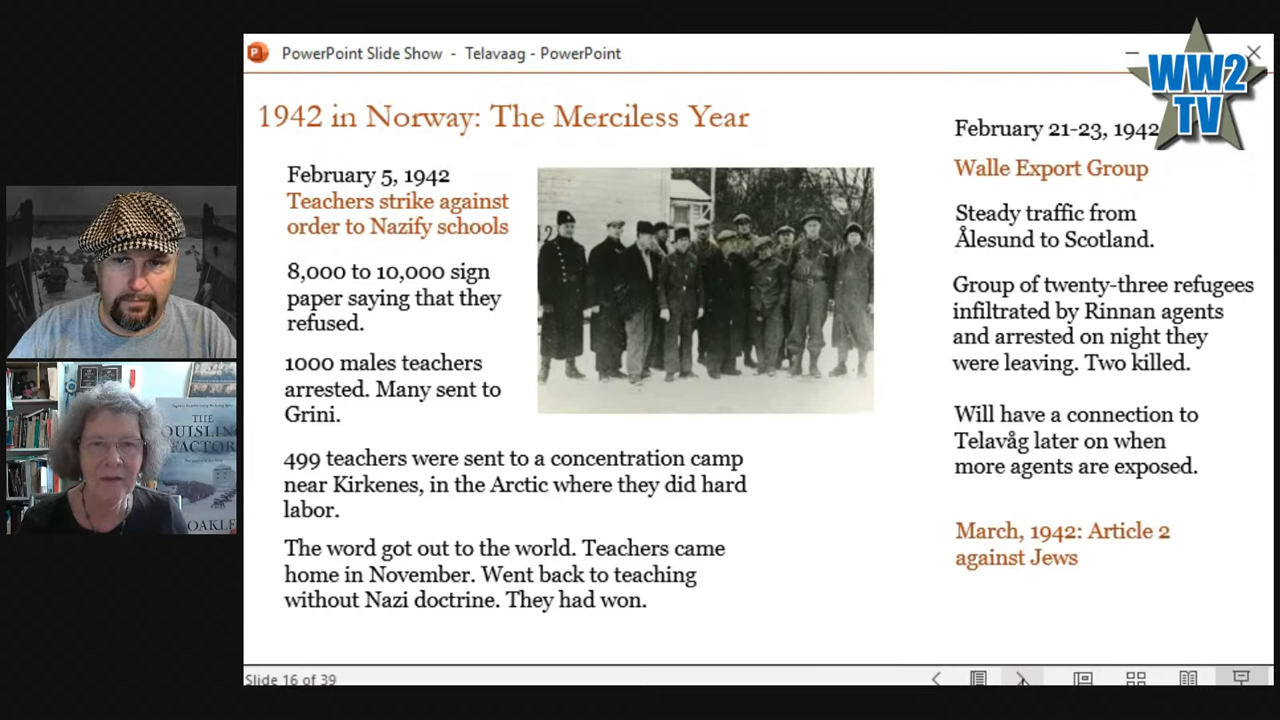 PowerPoint Slide Show - Telavaag - PowerPoint
WW2
TV
1942 in Norway: The Merciless Year
February 5, 1942
Teachers strike against
order to Nazify schools
8,000 to 10,000 sign
paper saying that they
refused.
1000 males teachers
arrested. Many sent to
Grini.
499 teachers were sent to a concentration camp
near Kirkenes, in the Arctic where they did hard
labor.
The word got out to the world. Teachers came
home in November. Went back to teaching
without Nazi doctrine. They had won.
February 21-23, 1942
Walle Export Group
Steady traffic from
Ålesund to Scotland.
Group of twenty-three refugees
infiltrated by Rinnan agents
and arrested on night they
were leaving. Two killed.
Will have a connection to
Telavåg later on when
more agents are exposed.
March, 1942: Article 2
against Jews
THE
QUISLIN
FACTOR
OAKLE
Slide 16 of 39